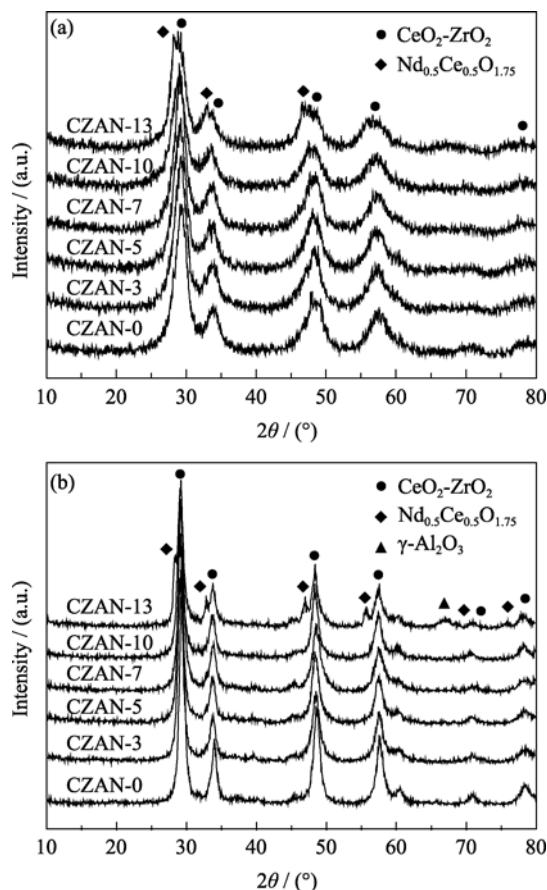 (a)
● CeO₂-ZrO₂
◆ Nd₀.₅Ce₀.₅O₁.₇₅
CZAN-13
CZAN-10
CZAN-7
CZAN-5
CZAN-3
CZAN-0
Intensity / (a.u.)
10 20 30 40 50 60 70 80
2θ / (°)
(b)
● CeO₂-ZrO₂
◆ Nd₀.₅Ce₀.₅O₁.₇₅
▲ γ-Al₂O₃
CZAN-13
CZAN-10
CZAN-7
CZAN-5
CZAN-3
CZAN-0
Intensity / (a.u.)
10 20 30 40 50 60 70 80
2θ / (°)